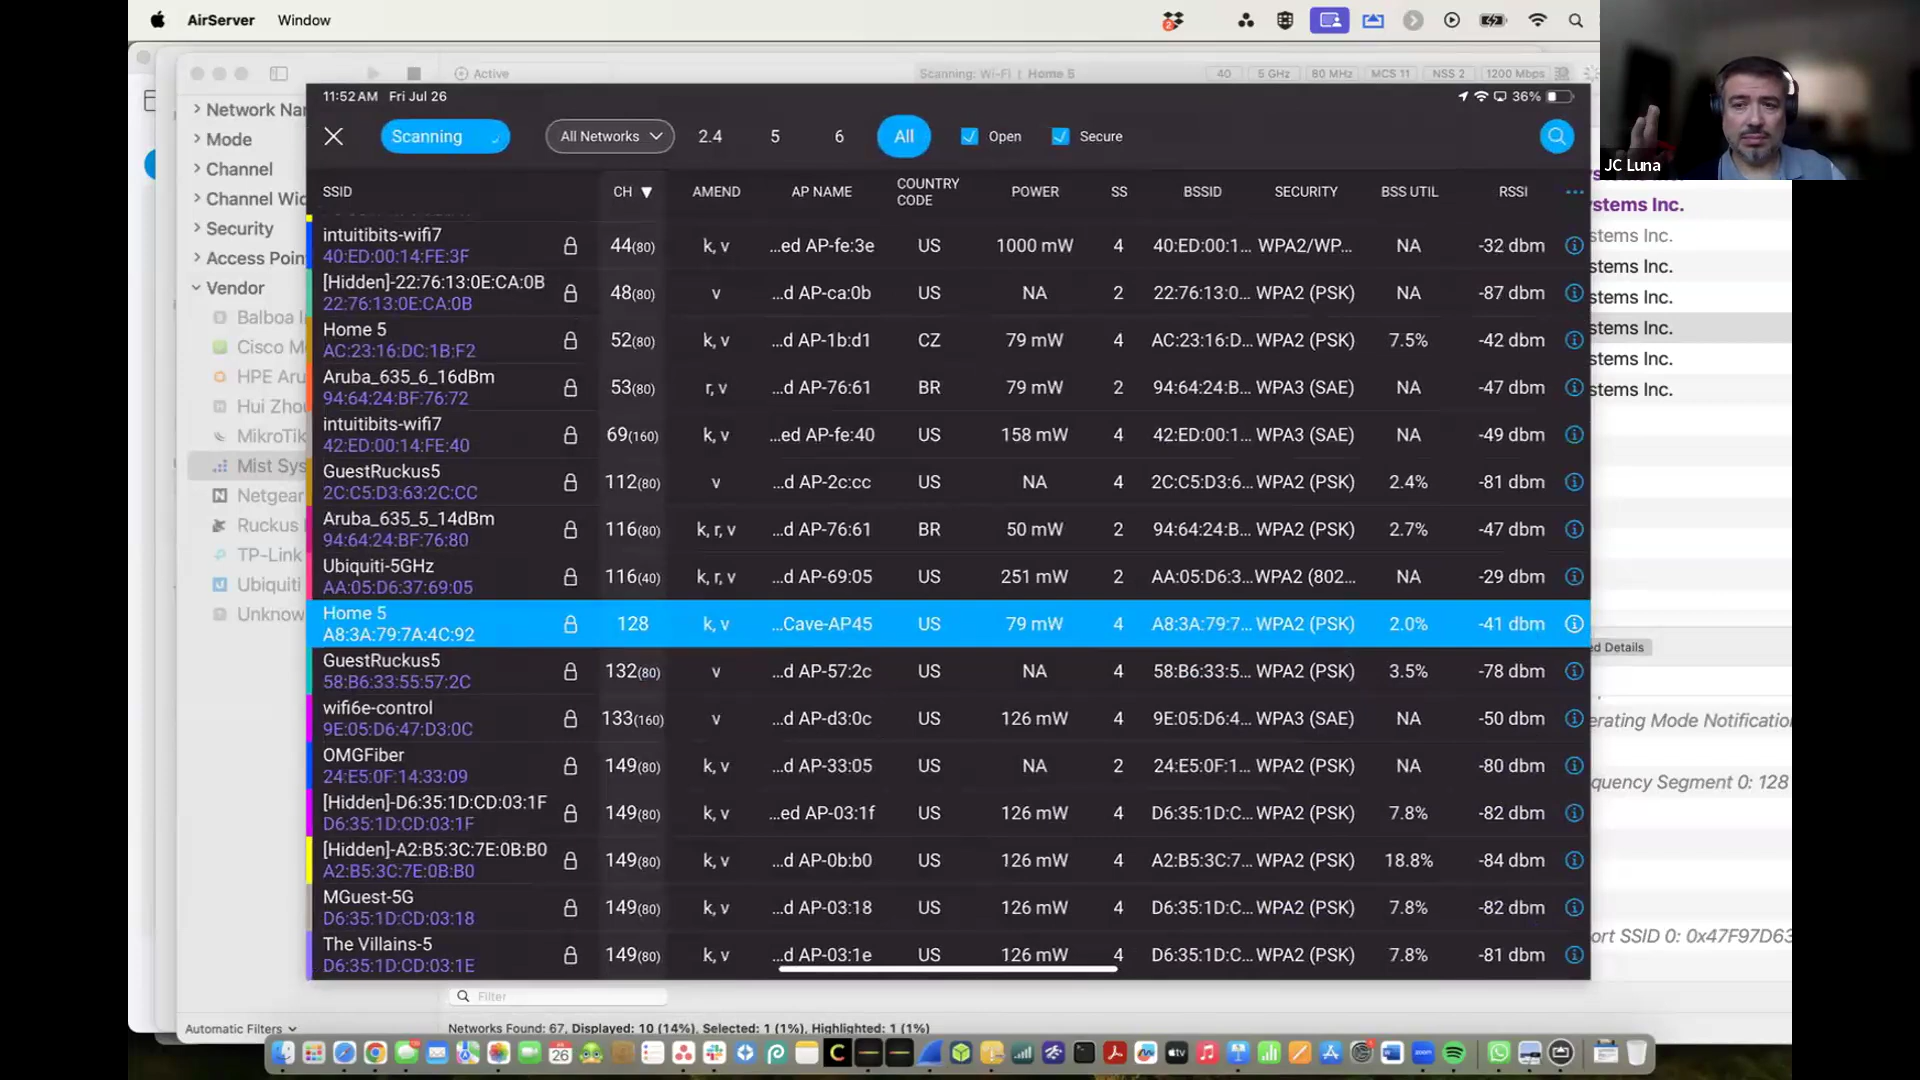 AirServer Window
Active
Scanning: Wi-Fi | Home 5
40 5 GHz 80 MHz MCS 11 NSS 2 1200 Mbps
11:52AM Fri Jul 26
36%
Scanning
All Networks
2.4 5 6 All Open Secure
JC Luna
SSID CH ▼ AMEND AP NAME COUNTRY CODE POWER SS BSSID SECURITY BSS UTIL RSSI ...
intuitibits-wifi7 44(80) k, v ...ed AP-fe:3e US 1000 mW 4 40:ED:00:1... WPA2/WP... NA -32 dbm
40:ED:00:14:FE:3F
[Hidden]-22:76:13:0E:CA:0B 48(80) v ...d AP-ca:0b US NA 2 22:76:13:0... WPA2 (PSK) NA -87 dbm
22:76:13:0E:CA:0B
Home 5 52(80) k, v ...d AP-1b:d1 CZ 79 mW 4 AC:23:16:D... WPA2 (PSK) 7.5% -42 dbm
AC:23:16:DC:1B:F2
Aruba_635_6_16dBm 53(80) r, v ...d AP-76:61 BR 79 mW 2 94:64:24:B... WPA3 (SAE) NA -47 dbm
94:64:24:BF:76:72
intuitibits-wifi7 69(160) k, v ...ed AP-fe:40 US 158 mW 4 42:ED:00:1... WPA3 (SAE) NA -49 dbm
42:ED:00:14:FE:40
GuestRuckus5 112(80) v ...d AP-2c:cc US NA 4 2C:C5:D3:6... WPA2 (PSK) 2.4% -81 dbm
2C:C5:D3:63:2C:CC
Aruba_635_5_14dBm 116(80) k, r, v ...d AP-76:61 BR 50 mW 2 94:64:24:B... WPA2 (PSK) 2.7% -47 dbm
94:64:24:BF:76:80
Ubiquiti-5GHz 116(40) k, r, v ...d AP-69:05 US 251 mW 2 AA:05:D6:3... WPA2 (802... NA -29 dbm
AA:05:D6:37:69:05
Home 5 128 k, v ...Cave-AP45 US 79 mW 4 A8:3A:79:7... WPA2 (PSK) 2.0% -41 dbm
A8:3A:79:7A:4C:92
GuestRuckus5 132(80) v ...d AP-57:2c US NA 4 58:B6:33:5... WPA2 (PSK) 3.5% -78 dbm
58:B6:33:55:57:2C
wifi6e-control 133(160) v ...d AP-d3:0c US 126 mW 4 9E:05:D6:4... WPA3 (SAE) NA -50 dbm
9E:05:D6:47:D3:0C
OMGFiber 149(80) k, v ...d AP-33:05 US NA 2 24:E5:0F:1... WPA2 (PSK) NA -80 dbm
24:E5:0F:14:33:09
[Hidden]-D6:35:1D:CD:03:1F 149(80) k, v ...ed AP-03:1f US 126 mW 4 D6:35:1D:C... WPA2 (PSK) 7.8% -82 dbm
D6:35:1D:CD:03:1F
[Hidden]-A2:B5:3C:7E:0B:B0 149(80) k, v ...d AP-0b:b0 US 126 mW 4 A2:B5:3C:7... WPA2 (PSK) 18.8% -84 dbm
A2:B5:3C:7E:0B:B0
MGuest-5G 149(80) k, v ...d AP-03:18 US 126 mW 4 D6:35:1D:C... WPA2 (PSK) 7.8% -82 dbm
D6:35:1D:CD:03:18
The Villains-5 149(80) k, v ...d AP-03:1e US 126 mW 4 D6:35:1D:C... WPA2 (PSK) 7.8% -81 dbm
D6:35:1D:CD:03:1E
Network Nar
Mode
Channel
Channel Wid
Security
Access Poin
Vendor
Balboa I
Cisco M
HPE Aru
Hui Zho
MikroTik
Mist Sys
Netgear
Ruckus
TP-Link
Ubiquiti
Unknow
stems Inc.
stems Inc.
stems Inc.
stems Inc.
stems Inc.
stems Inc.
stems Inc.
ed Details
erating Mode Notification
quency Segment 0: 128
ort SSID 0: 0x47F97D63
Filter
Automatic Filters
Networks Found: 67, Displayed: 10 (14%), Selected: 1 (1%), Highlighted: 1 (1%)